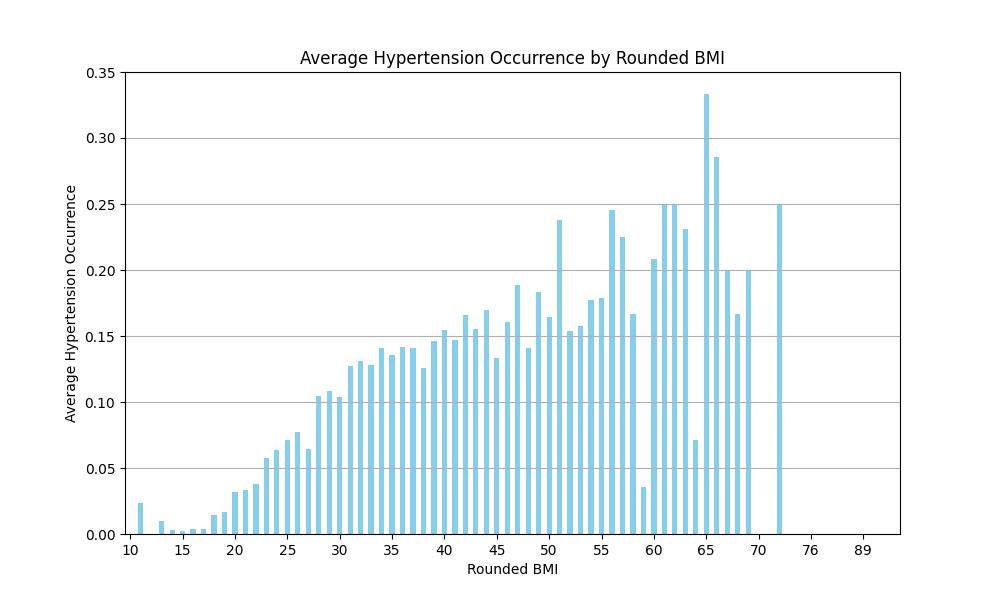 Average Hypertension Occurrence by Rounded BMI
0.35
0.30
0.25
0.20
0.15
0.10
0.05
0.00
Average Hypertension Occurrence
10 15 20 25 30 35 40 45 50 55 60 65 70 76 89
Rounded BMI